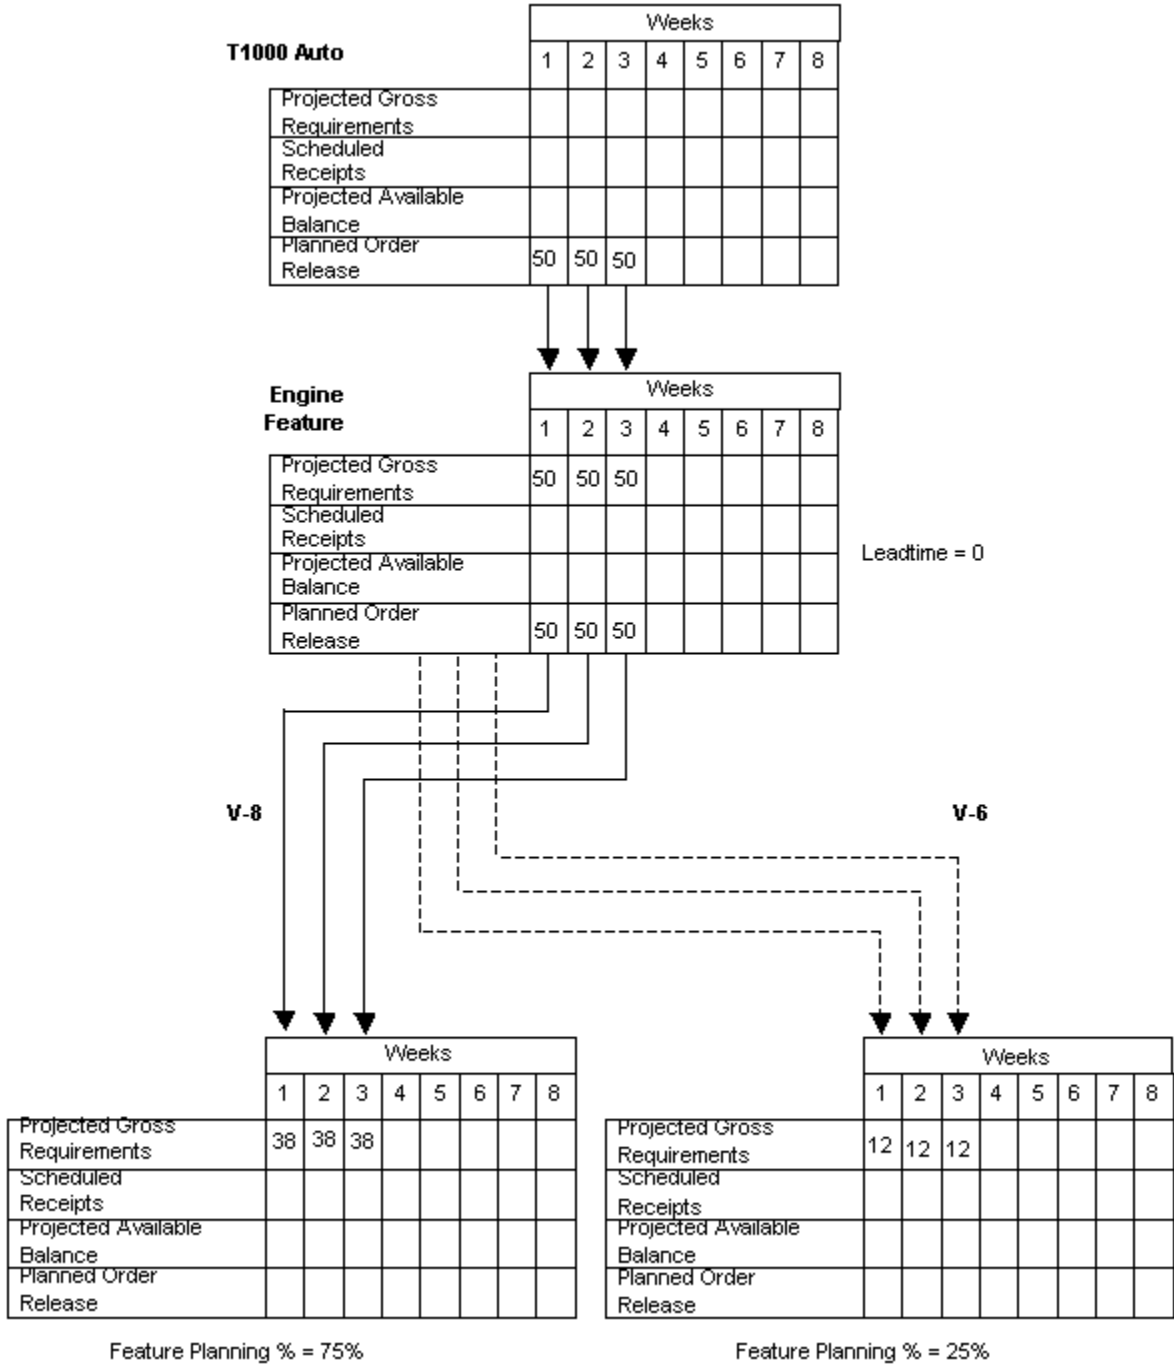 Weeks
T1000 Auto
1 2 3 4 5 6 7 8
Projected Gross
Requirements
Scheduled
Receipts
Projected Available
Balance
Planned Order
Release
50 50 50
Weeks
Engine
Feature
1 2 3 4 5 6 7 8
Projected Gross
Requirements
50 50 50
Scheduled
Receipts
Projected Available
Balance
Leadtime = 0
Planned Order
Release
50 50 50
V-8
V-6
Weeks
1 2 3 4 5 6 7 8
Projected Gross
Requirements
38 38 38
Scheduled
Receipts
Projected Available
Balance
Planned Order
Release
Feature Planning % = 75%
Weeks
1 2 3 4 5 6 7 8
Projected Gross
Requirements
12 12 12
Scheduled
Receipts
Projected Available
Balance
Planned Order
Release
Feature Planning % = 25%